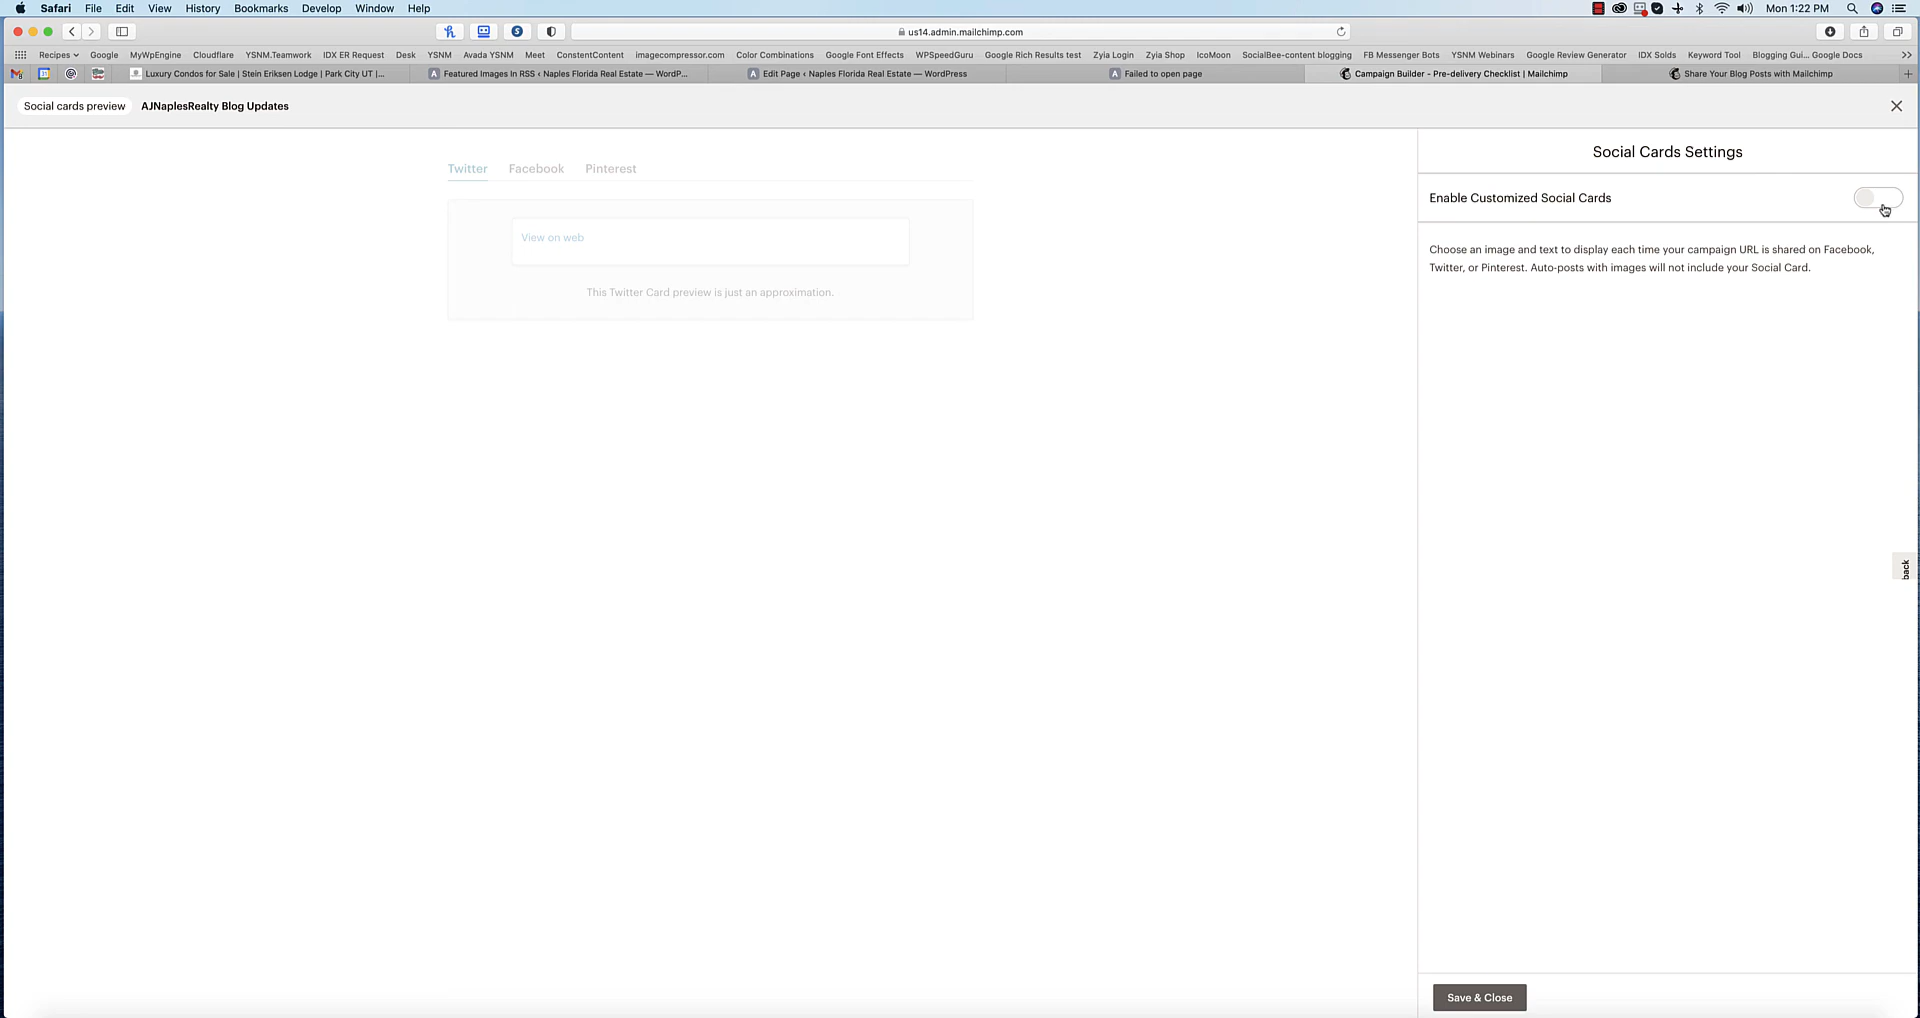 Safari File Edit View History Bookmarks Develop Window Help Mon 1:22 PM
us14.admin.mailchimp.com
Recipes Google MyWpEngine Cloudflare YSNM.Teamwork IDX ER Request Desk YSNM Avada YSNM Meet ConstentContent imagecompressor.com Color Combinations Google Font Effects WPSpeedGuru Google Rich Results test Zyia Login Zyia Shop IcoMoon SocialBee-content blogging FB Messenger Bots YSNM Webinars Google Review Generator IDX Solds Keyword Tool Blogging Gui... Google Docs
Luxury Condos for Sale | Stein Eriksen Lodge | Park City UT |... Featured Images In RSS ‹ Naples Florida Real Estate — WordP... Edit Page ‹ Naples Florida Real Estate — WordPress Failed to open page Campaign Builder - Pre-delivery Checklist | Mailchimp Share Your Blog Posts with Mailchimp
Social cards preview AJNaplesRealty Blog Updates
Social Cards Settings
Twitter Facebook Pinterest
Enable Customized Social Cards
View on web
Choose an image and text to display each time your campaign URL is shared on Facebook,
Twitter, or Pinterest. Auto-posts with images will not include your Social Card.
This Twitter Card preview is just an approximation.
back
Save & Close